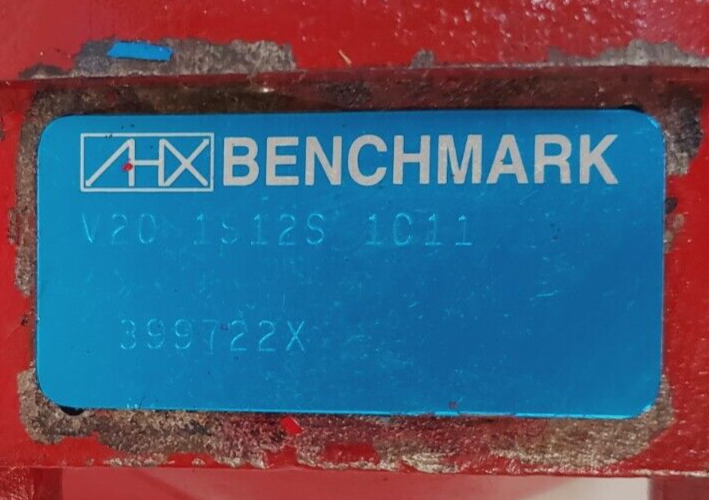 AHX BENCHMARK
V20 1S12S 1C11
399722X